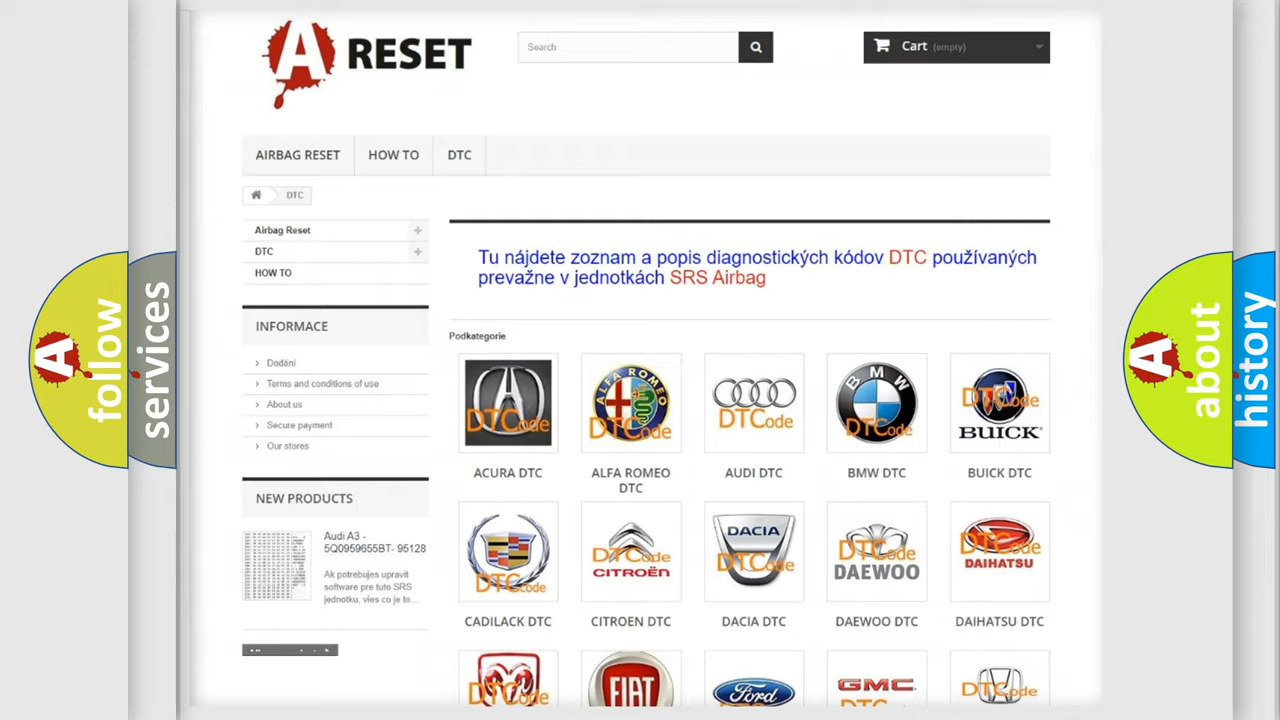 A RESET
Search
Cart (empty)
AIRBAG RESET
HOW TO
DTC
DTC
Airbag Reset
DTC
HOW TO
Tu nájdete zoznam a popis diagnostických kódov DTC používaných
prevažne v jednotkách SRS Airbag
INFORMACE
Dodání
Terms and conditions of use
About us
Secure payment
Our stores
NEW PRODUCTS
Audi A3 -
5Q0959655BT- 95128
Ak potrebujes upravit
software pre tuto SRS
jednotku, vies co je to...
Podkategorie
DTCode
ALFA ROMEO
DTCode
DTCode
BMW
DTCode
DTCode
BUICK
ACURA DTC
ALFA ROMEO
DTC
AUDI DTC
BMW DTC
BUICK DTC
DTCode
DTCode
CITROËN
DACIA
DTCode
DTCode
DAEWOO
DTCode
DAIHATSU
CADILACK DTC
CITROEN DTC
DACIA DTC
DAEWOO DTC
DAIHATSU DTC
DTCode
FIAT
Ford
GMC
DTCode
A follow
services
A about
history